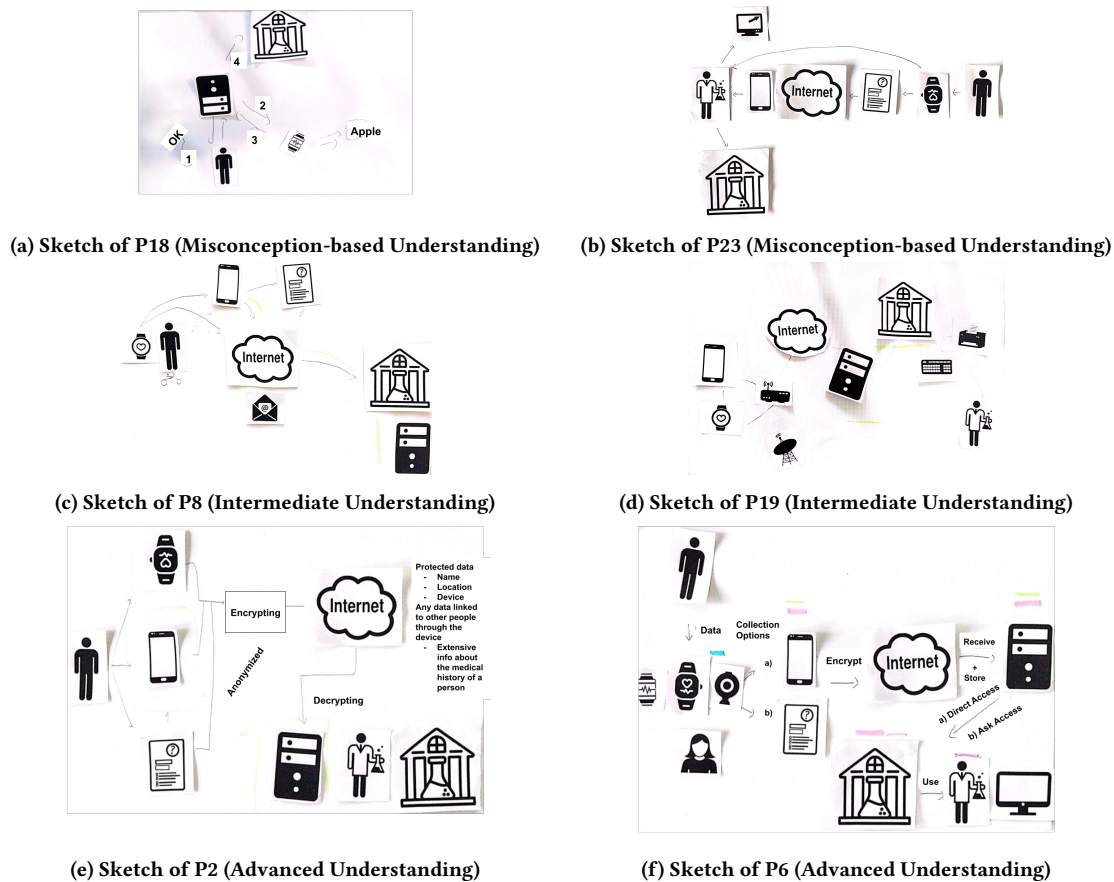 4
2
3
OK
1
Apple
(a) Sketch of P18 (Misconception-based Understanding)
Internet
(b) Sketch of P23 (Misconception-based Understanding)
?
Internet
@
(c) Sketch of P8 (Intermediate Understanding)
Internet
(d) Sketch of P19 (Intermediate Understanding)
Encrypting
Internet
Anonymized
Decrypting
?
Protected data
- Name
- Location
- Device
Any data linked
to other people
through the
device
- Extensive
info about
the medical
history of a
person
(e) Sketch of P2 (Advanced Understanding)
Data
Collection
Options
a)
b)
?
Encrypt
Internet
Receive
+
Store
a) Direct Access
b) Ask Access
Use
(f) Sketch of P6 (Advanced Understanding)